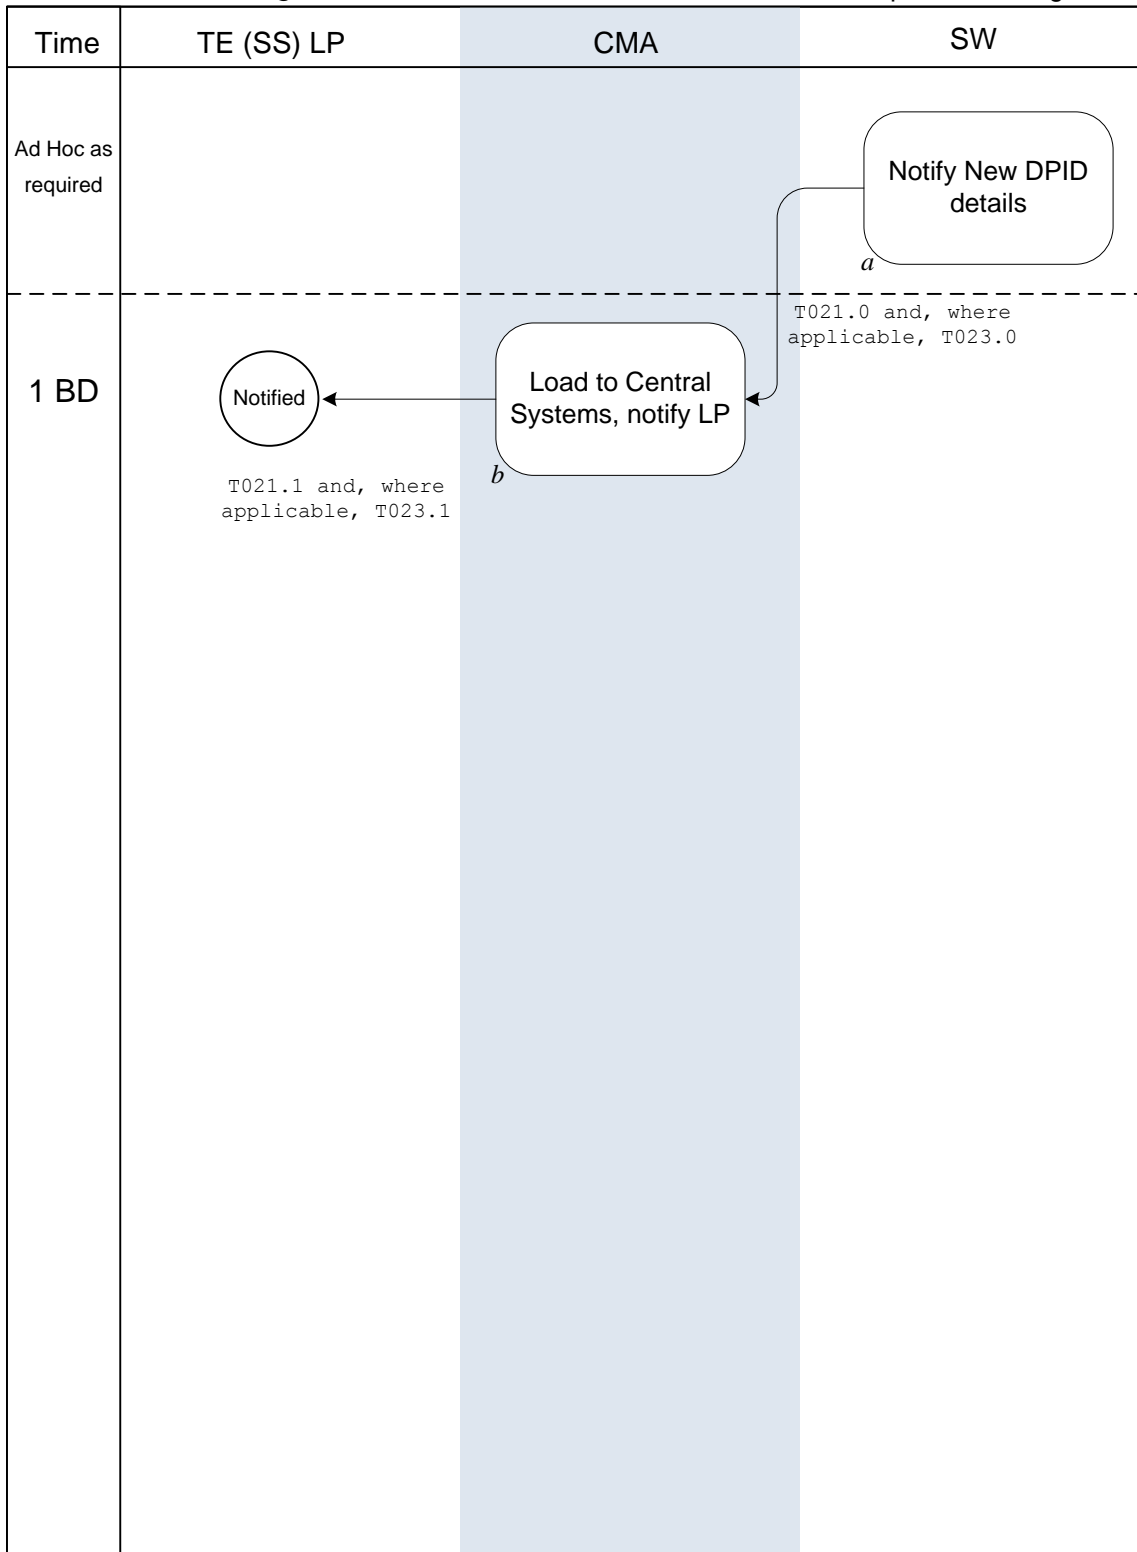 Time
TE (SS) LP
CMA
SW
Ad Hoc as
required
Notify New DPID
details
a
T021.0 and, where
applicable, T023.0
1 BD
Notified
Load to Central
Systems, notify LP
b
T021.1 and, where
applicable, T023.1